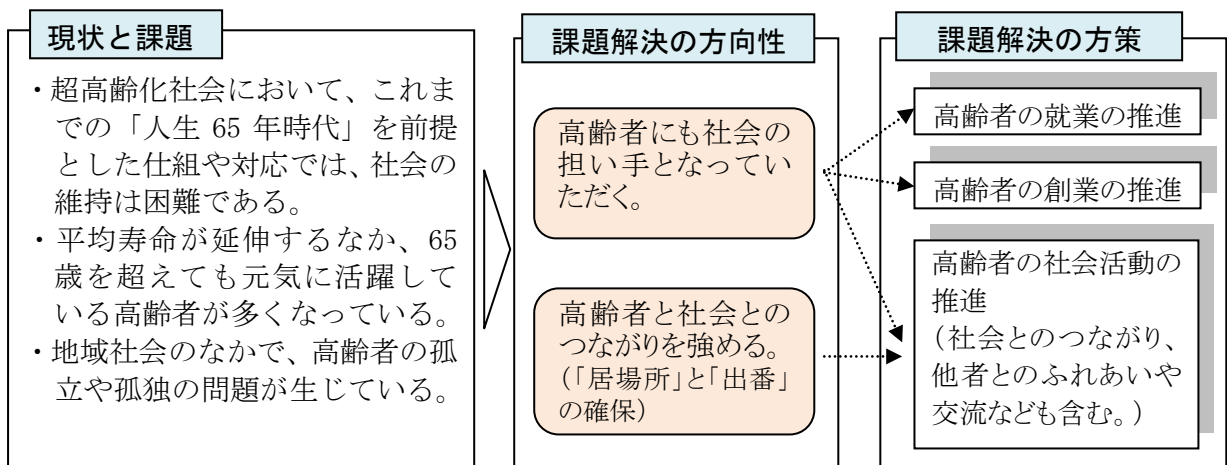 現状と課題
・超高齢化社会において、これま
での「人生 65 年時代」を前提
とした仕組や対応では、社会の
維持は困難である。
・平均寿命が延伸するなか、65
歳を超えても元気に活躍して
いる高齢者が多くなっている。
・地域社会のなかで、高齢者の孤
立や孤独の問題が生じている。
課題解決の方向性
高齢者にも社会の
担い手となってい
ただく。
高齢者と社会との
つながりを強める。
(「居場所」と「出番」
の確保)
課題解決の方策
高齢者の就業の推進
高齢者の創業の推進
高齢者の社会活動の
推進
(社会とのつながり、
他者とのふれあいや
交流なども含む。)